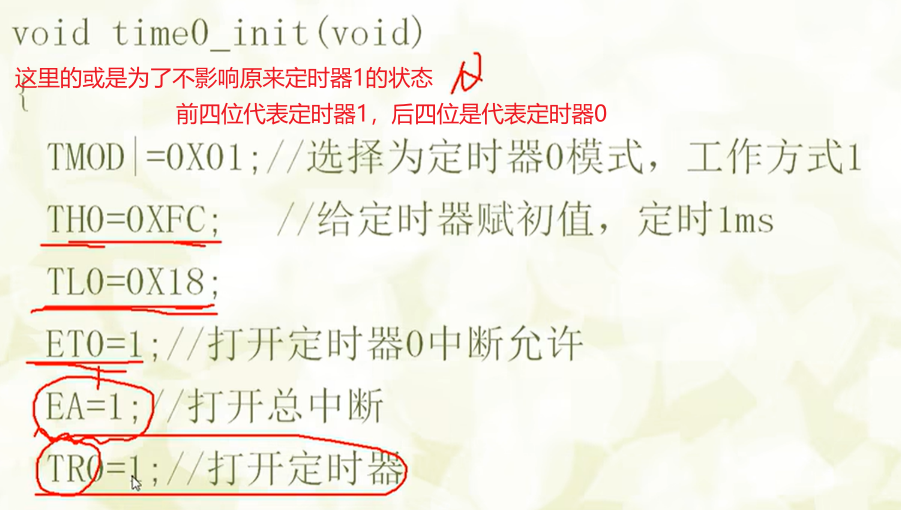 void time0_init(void)
这里的或是为了不影响原来定时器1的状态
{
前四位代表定时器1，后四位是代表定时器0
TMOD|=0X01;//选择为定时器0模式，工作方式1
TH0=0XFC; //给定时器赋初值，定时1ms
TL0=0X18;
ET0=1;//打开定时器0中断允许
EA=1;//打开总中断
TR0=1;//打开定时器